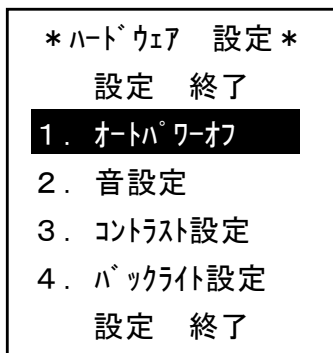 ＊ﾊｰﾄﾞｳｪｱ　設定＊
設定　終了
１．ｵｰﾄﾊﾟﾜｰｵﾌ
２．音設定
３．ｺﾝﾄﾗｽﾄ設定
４．ﾊﾞｯｸﾗｲﾄ設定
設定　終了